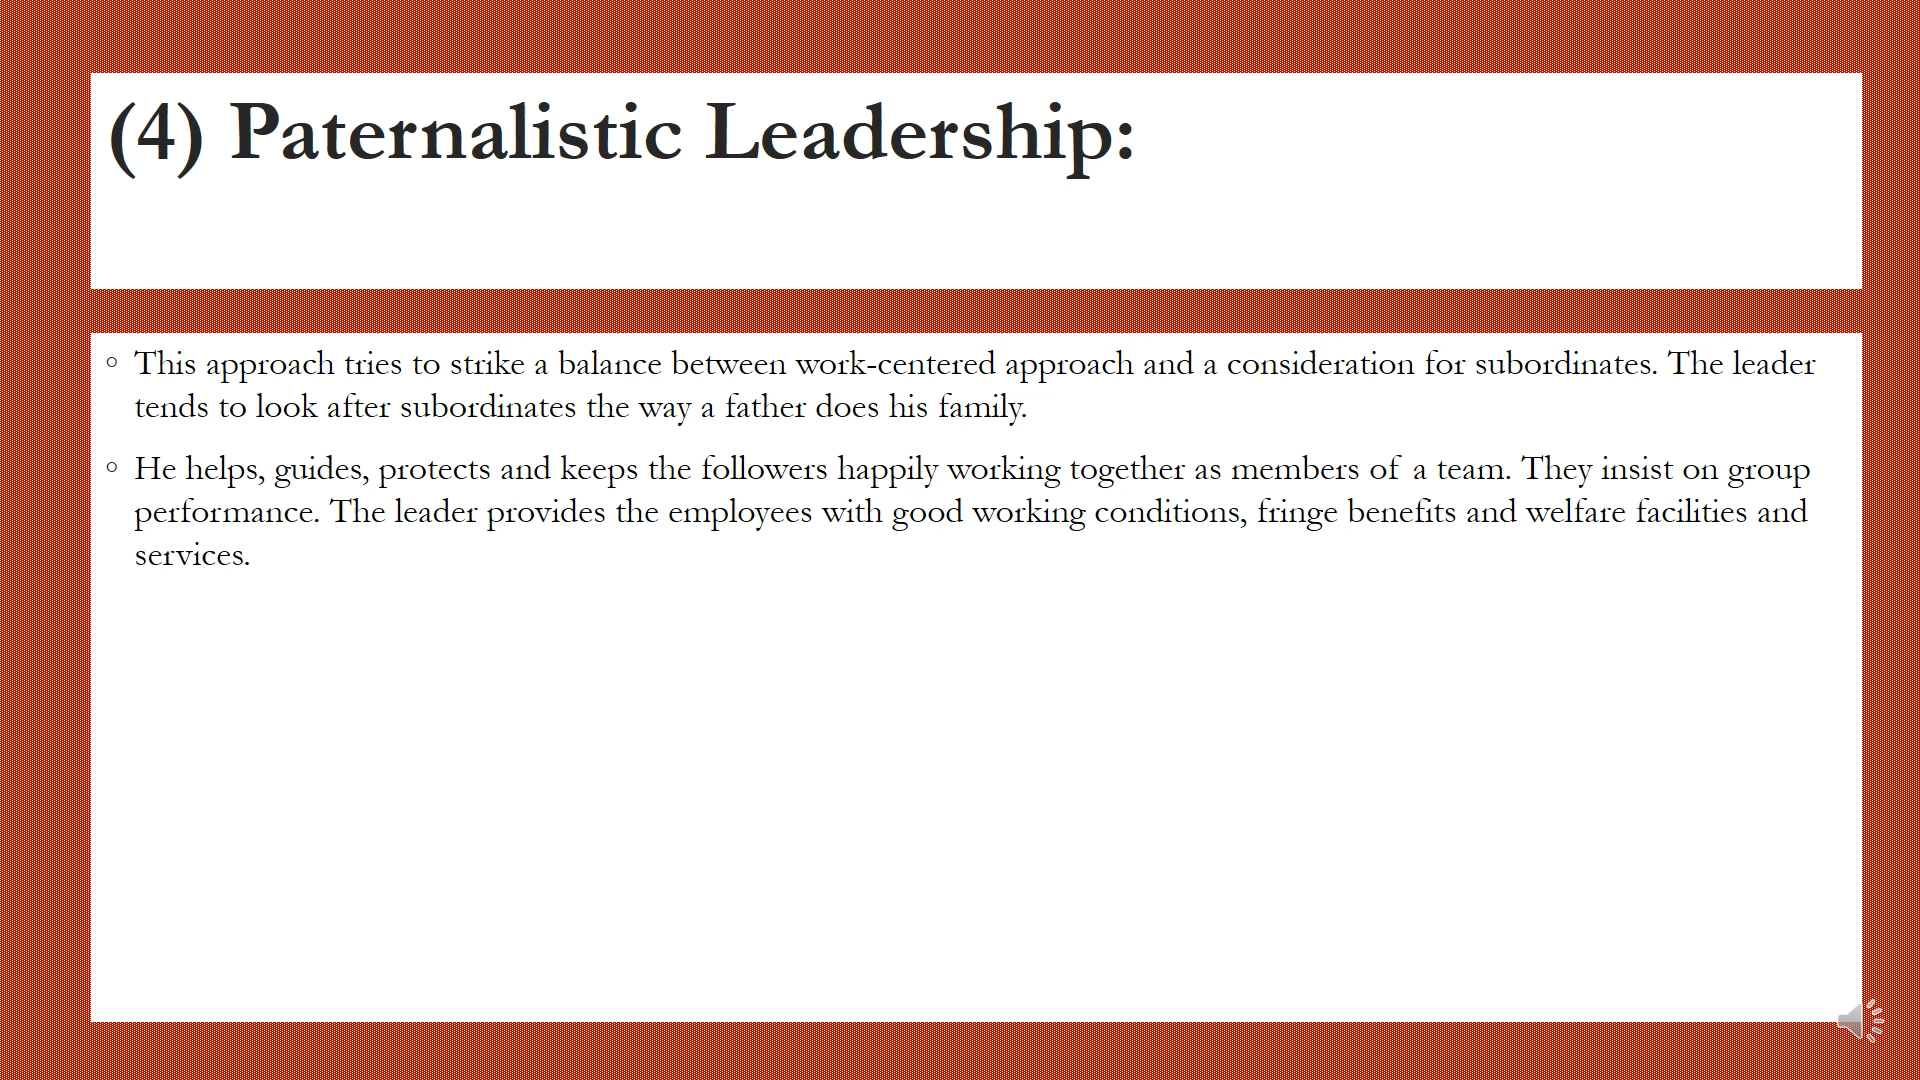 (4) Paternalistic Leadership:
◦ This approach tries to strike a balance between work-centered approach and a consideration for subordinates. The leader
tends to look after subordinates the way a father does his family.
◦ He helps, guides, protects and keeps the followers happily working together as members of a team. They insist on group
performance. The leader provides the employees with good working conditions, fringe benefits and welfare facilities and
services.